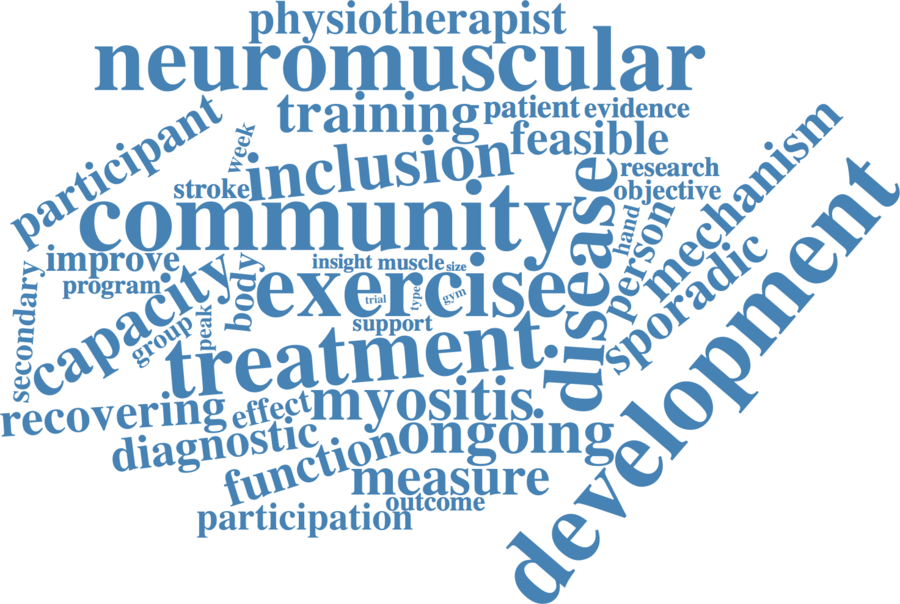 physiotherapist
neuromuscular
training
patient
evidence
participant
week
feasible
mechanism
inclusion
research
stroke
objective
community
disease
hand
person
development
improve
insight
muscle
size
sporadic
program
capacity
body
exercise
trial
type
gym
secondary
group
peak
support
treatment
recovering
effect
myositis.
diagnostic
function
ongoing
measure
outcome
participation